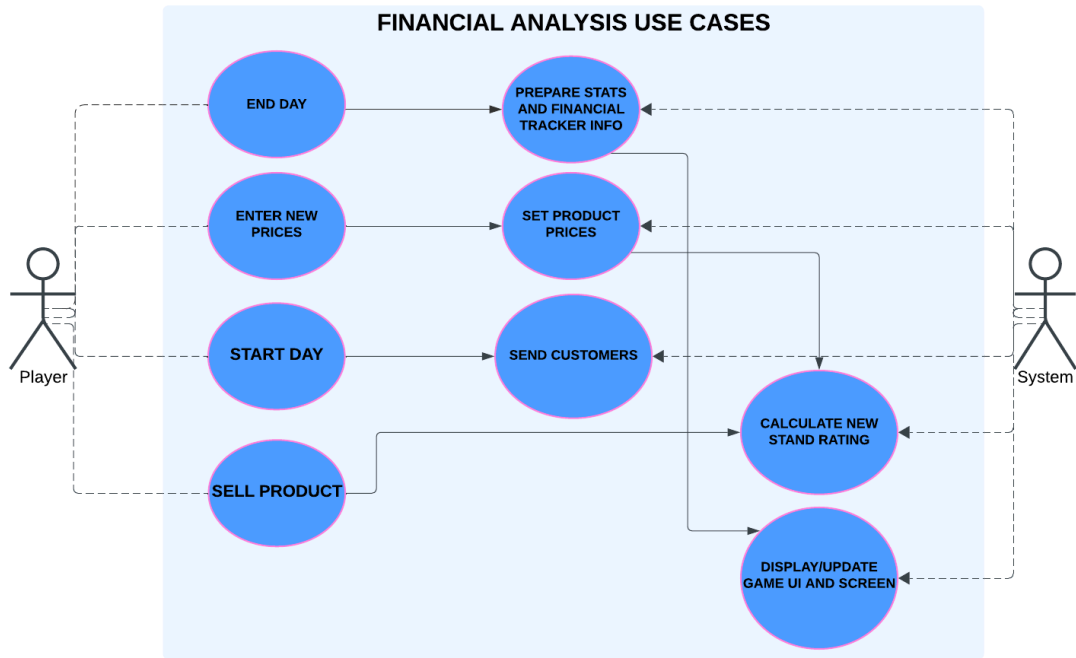 FINANCIAL ANALYSIS USE CASES
END DAY
PREPARE STATS
AND FINANCIAL
TRACKER INFO
ENTER NEW
PRICES
SET PRODUCT
PRICES
START DAY
SEND CUSTOMERS
Player
System
CALCULATE NEW
STAND RATING
SELL PRODUCT
DISPLAY/UPDATE
GAME UI AND SCREEN